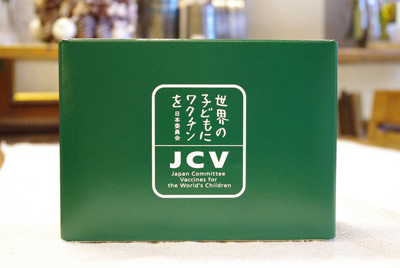 世界の
子どもに
ワクチン
を 日本委員会
JCV
Japan Committee
Vaccines for
the World's Children